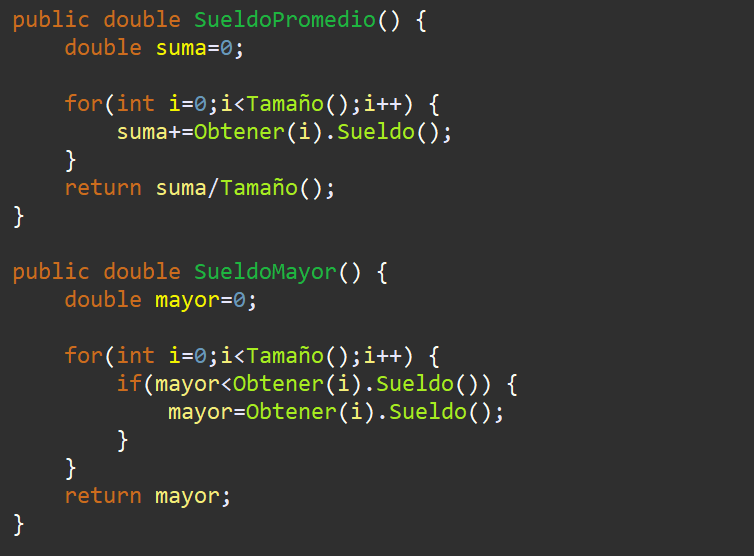 public double SueldoPromedio() {
    double suma=0;

    for(int i=0;i<Tamaño();i++) {
        suma+=Obtener(i).Sueldo();
    }
    return suma/Tamaño();
}

public double SueldoMayor() {
    double mayor=0;

    for(int i=0;i<Tamaño();i++) {
        if(mayor<Obtener(i).Sueldo()) {
            mayor=Obtener(i).Sueldo();
        }
    }
    return mayor;
}